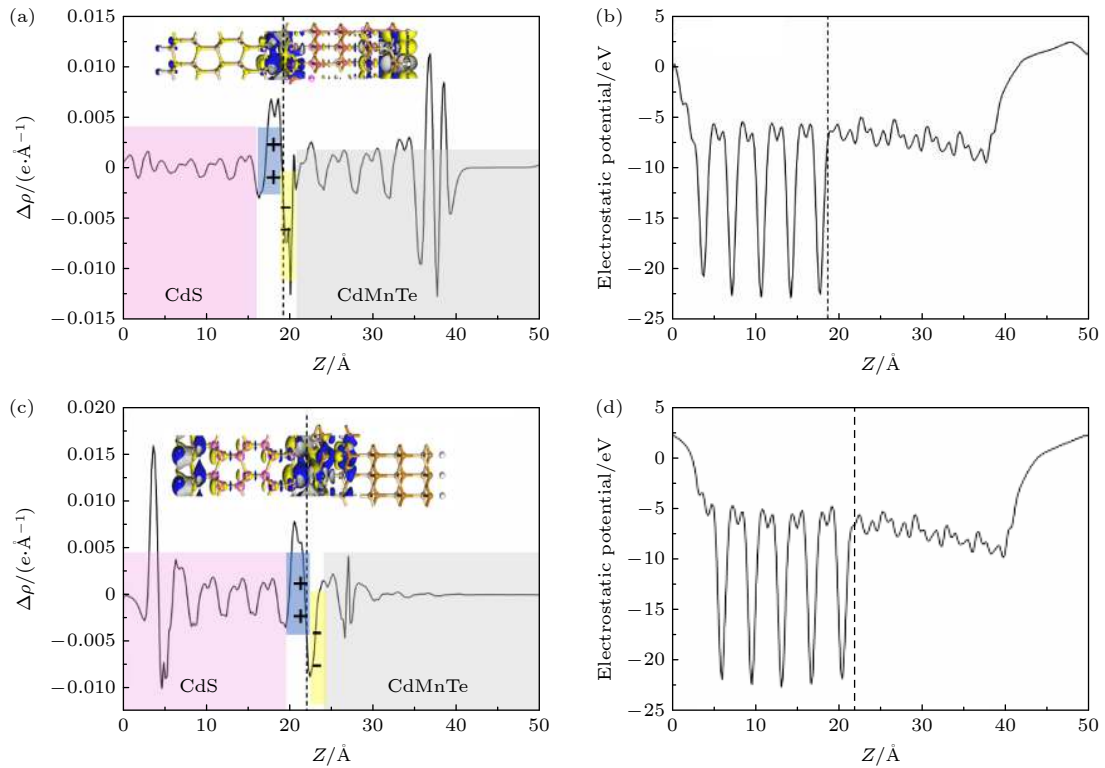 (a)
0.015
0.010
0.005
0
−0.005
−0.010
−0.015
Δρ/(e·Å⁻¹)
+
+
−
−
CdS
CdMnTe
0 10 20 30 40 50
Z/Å
(b)
5
0
−5
−10
−15
−20
−25
Electrostatic potential/eV
0 10 20 30 40 50
Z/Å
(c)
0.020
0.015
0.010
0.005
0
−0.005
−0.010
Δρ/(e·Å⁻¹)
+
+
−
−
CdS
CdMnTe
0 10 20 30 40 50
Z/Å
(d)
5
0
−5
−10
−15
−20
−25
Electrostatic potential/eV
0 10 20 30 40 50
Z/Å